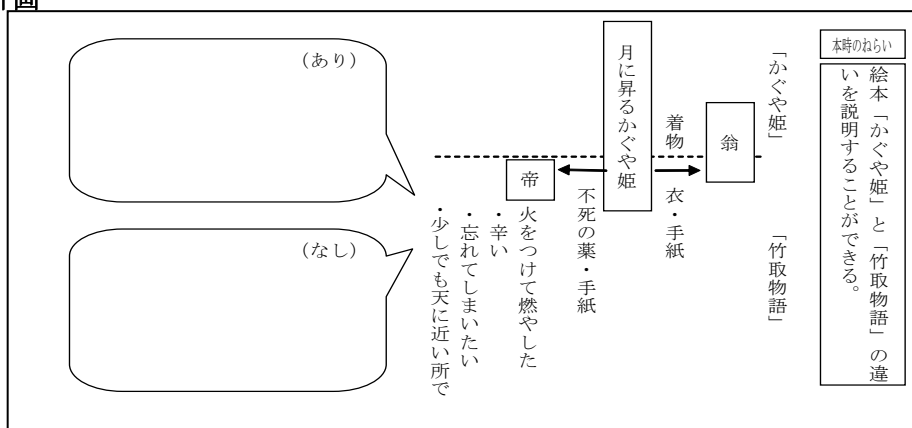 本時のねらい
絵本「かぐや姫」と「竹取物語」の違
いを説明することができる。
「かぐや姫」
「竹取物語」
翁
着物
衣・手紙
月に昇るかぐや姫
不死の薬・手紙
帝
火をつけて燃やした
・辛い
・忘れてしまいたい
・少しでも天に近い所で
(あり)
(なし)